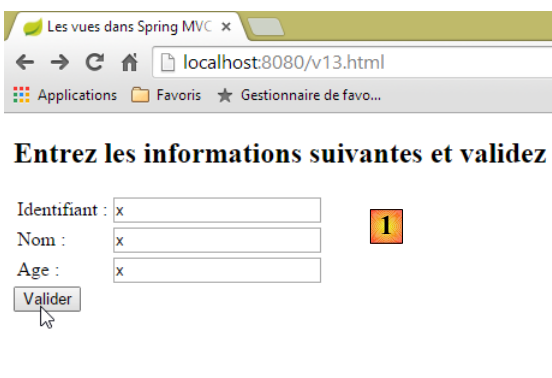 Les vues dans Spring MVC
localhost:8080/v13.html
Applications Favoris Gestionnaire de favo...
Entrez les informations suivantes et validez
Identifiant : x
1
Nom : x
Age : x
Valider